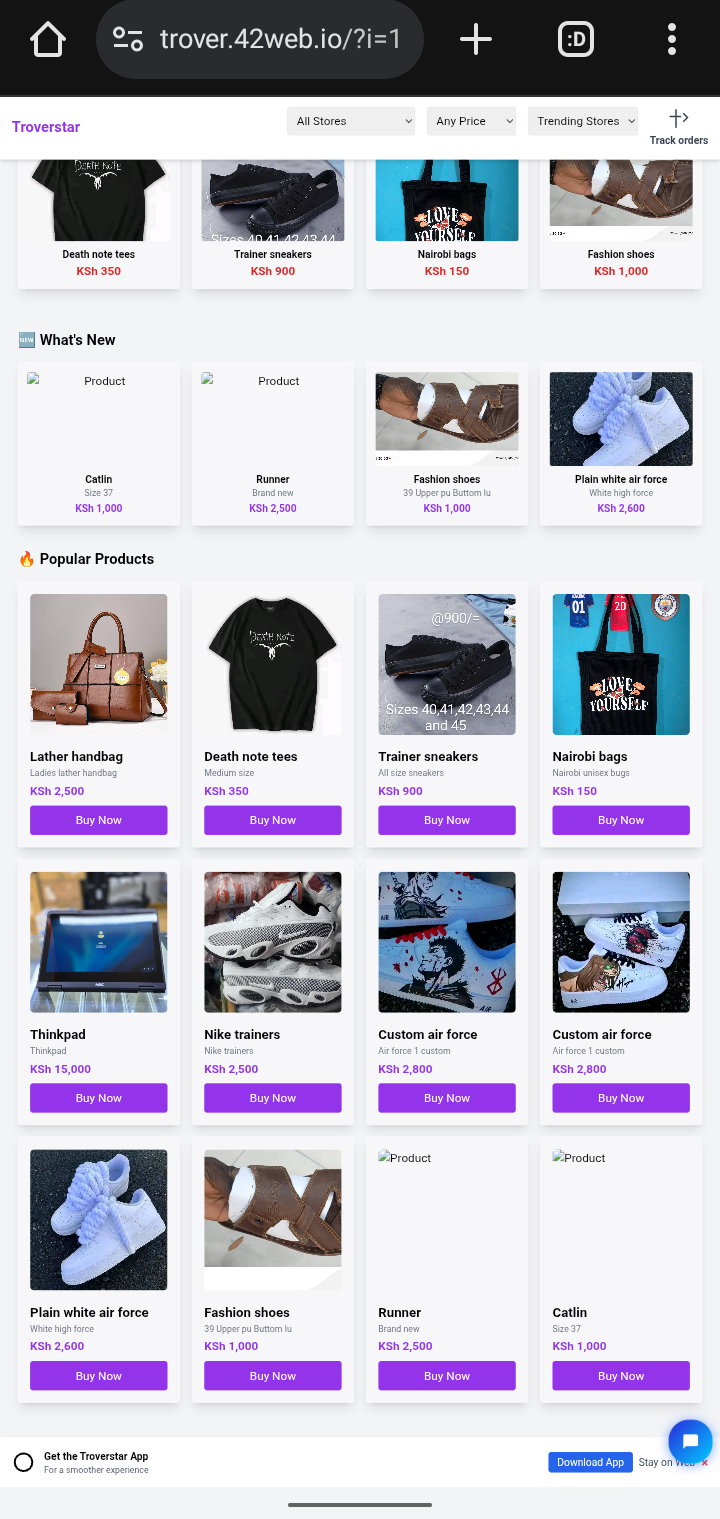 trover.42web.io/?i=1
:D
Troverstar
All Stores
Any Price
Trending Stores
Track orders
DEATH NOTE
Sizes 40,41,42,43,44
LOVE
YOURSELF
Death note tees
Trainer sneakers
Nairobi bags
Fashion shoes
KSh 350
KSh 900
KSh 150
KSh 1,000
NEW What's New
Product
Product
Catlin
Runner
Fashion shoes
Plain white air force
Size 37
Brand new
39 Upper pu Buttom lu
White high force
KSh 1,000
KSh 2,500
KSh 1,000
KSh 2,600
🔥 Popular Products
DEATH NOTE
@900/=
Sizes 40,41,42,43,44
and 45
01
20
LOVE
YOURSELF
Lather handbag
Death note tees
Trainer sneakers
Nairobi bags
Ladies lather handbag
Medium size
All size sneakers
Nairobi unisex bags
KSh 2,500
KSh 350
KSh 900
KSh 150
Buy Now
Buy Now
Buy Now
Buy Now
NEC
AIR
AIR
Thinkpad
Nike trainers
Custom air force
Custom air force
Thinkpad
Nike trainers
Air force 1 custom
Air force 1 custom
KSh 15,000
KSh 2,500
KSh 2,800
KSh 2,800
Buy Now
Buy Now
Buy Now
Buy Now
Product
Product
Plain white air force
Fashion shoes
Runner
Catlin
White high force
39 Upper pu Buttom lu
Brand new
Size 37
KSh 2,600
KSh 1,000
KSh 2,500
KSh 1,000
Buy Now
Buy Now
Buy Now
Buy Now
Get the Troverstar App
For a smoother experience
Download App
Stay on Web ×